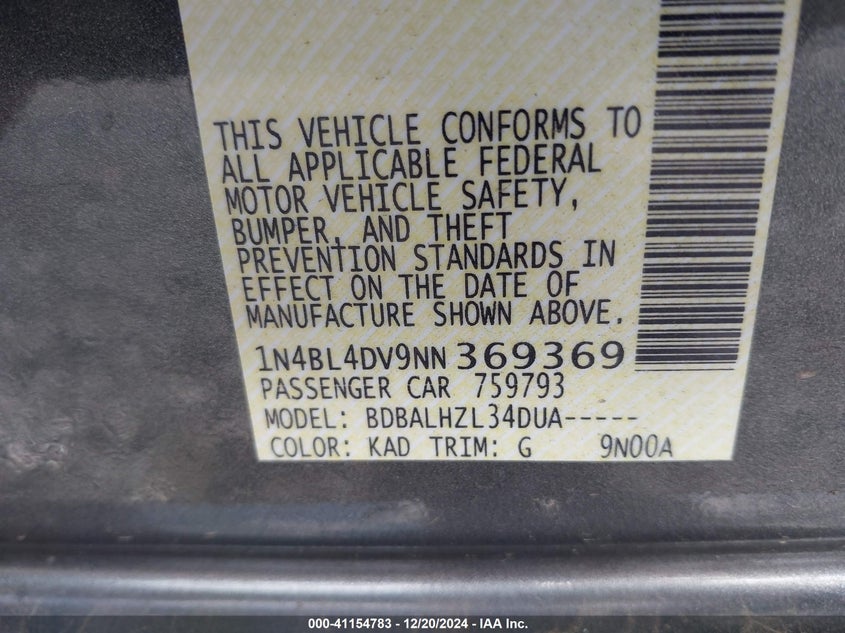 THIS VEHICLE CONFORMS TO
ALL APPLICABLE FEDERAL
MOTOR VEHICLE SAFETY,
BUMPER, AND THEFT
PREVENTION STANDARDS IN
EFFECT ON THE DATE OF
MANUFACTURE SHOWN ABOVE.
1N4BL4DV9NN369369
PASSENGER CAR 759793
MODEL: BDBALHZL34DUA-----
COLOR: KAD TRIM: G 9N00A
000-41154783 - 12/20/2024 - IAA Inc.